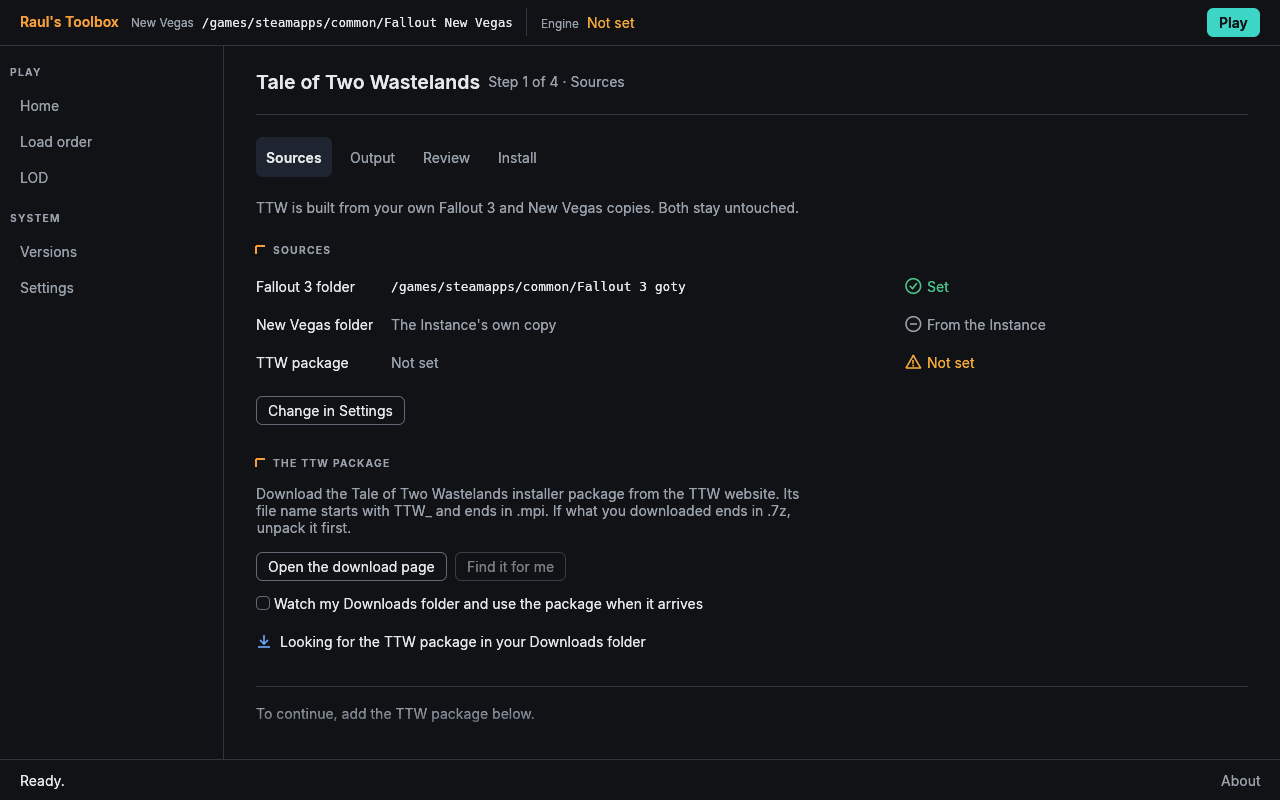 Raul's Toolbox New Vegas /games/steamapps/common/Fallout New Vegas Engine Not set Play
PLAY
Home
Load order
LOD
SYSTEM
Versions
Settings
Tale of Two Wastelands Step 1 of 4 · Sources
Sources Output Review Install
TTW is built from your own Fallout 3 and New Vegas copies. Both stay untouched.
SOURCES
Fallout 3 folder /games/steamapps/common/Fallout 3 goty Set
New Vegas folder The Instance's own copy From the Instance
TTW package Not set Not set
Change in Settings
THE TTW PACKAGE
Download the Tale of Two Wastelands installer package from the TTW website. Its
file name starts with TTW_ and ends in .mpi. If what you downloaded ends in .7z,
unpack it first.
Open the download page Find it for me
Watch my Downloads folder and use the package when it arrives
Looking for the TTW package in your Downloads folder
To continue, add the TTW package below.
Ready. About